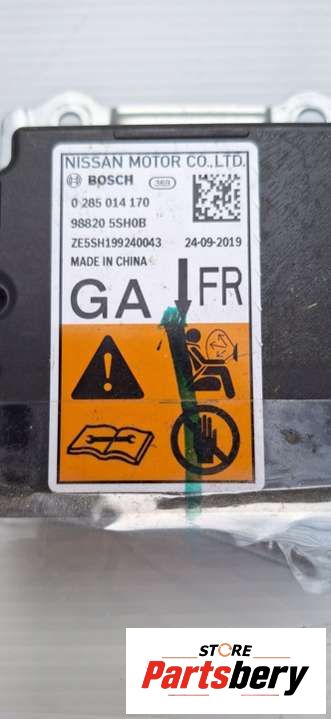 NISSAN MOTOR CO.,LTD.
BOSCH 369
0 285 014 170
98820 5SH0B
ZE5SH199240043 24-09-2019
MADE IN CHINA
GA FR
STORE
Partsbery